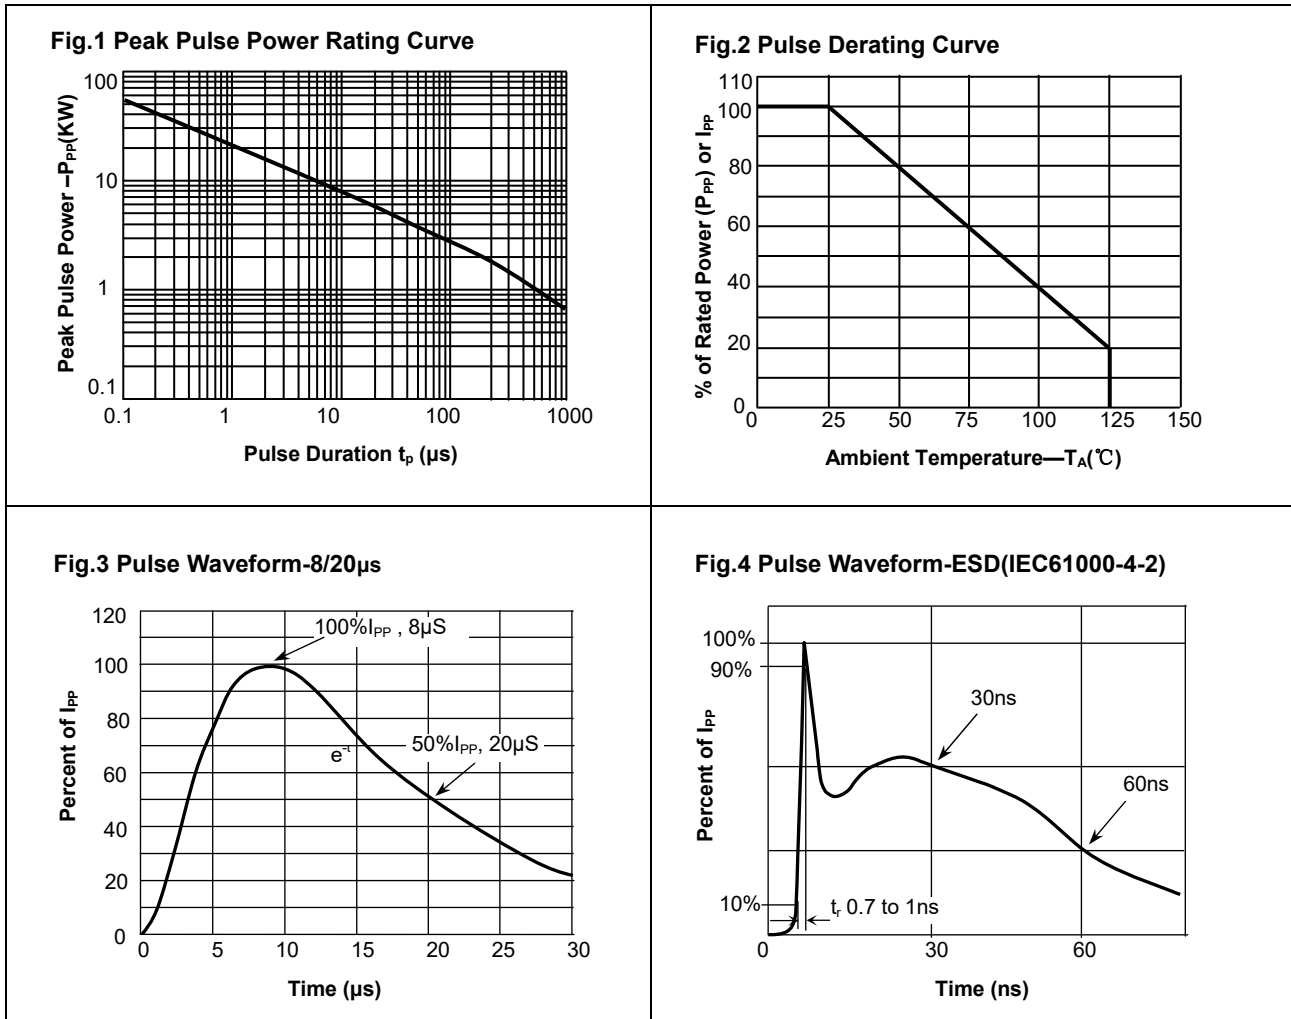 Fig.1 Peak Pulse Power Rating Curve
Peak Pulse Power –PPP(KW)
100
10
1
0.1
0.1 1 10 100 1000
Pulse Duration tp (µs)
Fig.2 Pulse Derating Curve
% of Rated Power (PPP) or IPP
110
100
80
60
40
20
0
0 25 50 75 100 125 150
Ambient Temperature—TA(℃)
Fig.3 Pulse Waveform-8/20µs
Percent of IPP
120
100
80
60
40
20
0
100%IPP , 8µS
50%IPP, 20µS
e-t
0 5 10 15 20 25 30
Time (µs)
Fig.4 Pulse Waveform-ESD(IEC61000-4-2)
Percent of IPP
100%
90%
10%
30ns
60ns
tr 0.7 to 1ns
0 30 60
Time (ns)